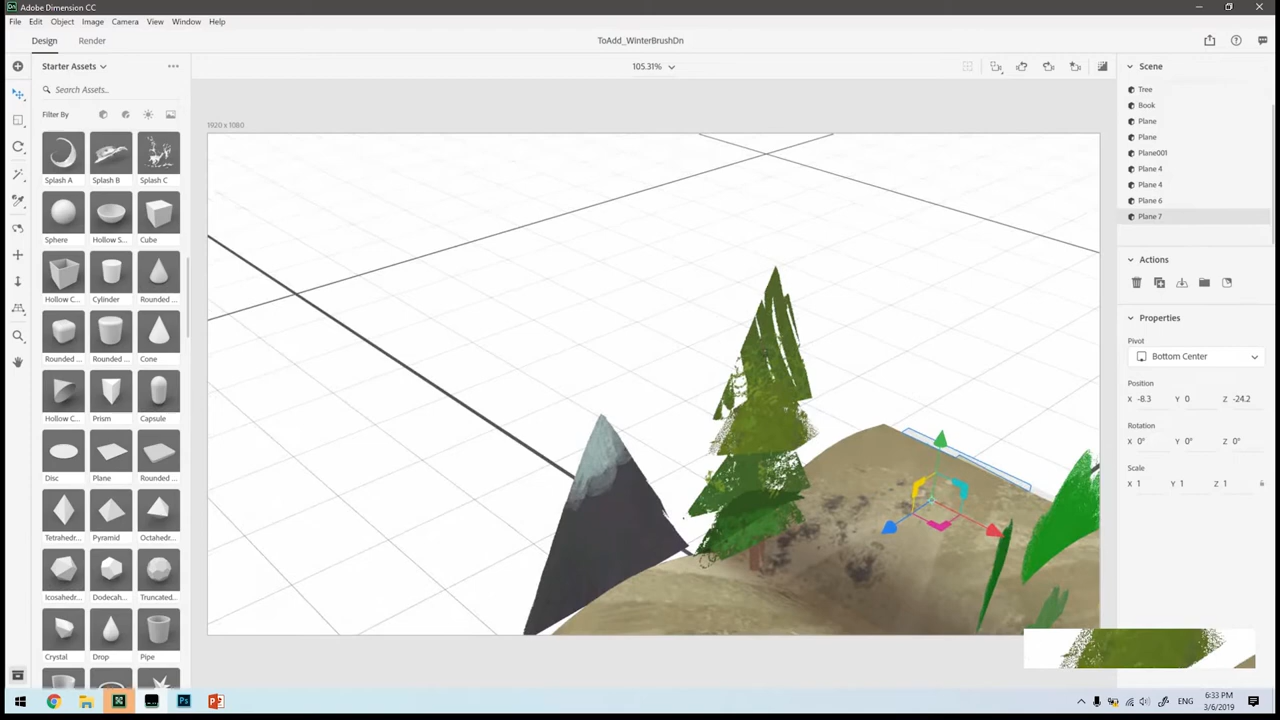 Dn Adobe Dimension CC
File Edit Object Image Camera View Window Help
Design Render ToAdd_WinterBrushDn
Starter Assets 105.31% Scene
Search Assets...
Filter By
1920 x 1080
Tree
Book
Plane
Plane
Plane001
Plane 4
Plane 4
Plane 6
Plane 7
Splash A Splash B Splash C
Sphere Hollow S... Cube
Hollow C... Cylinder Rounded ...
Rounded ... Rounded ... Cone
Hollow C... Prism Capsule
Disc Plane Rounded ...
Tetrahedr... Pyramid Octahedr...
Icosahedr... Dodecah... Truncated...
Crystal Drop Pipe
Actions
Properties
Pivot
Bottom Center
Position
X -8.3 Y 0 Z -24.2
Rotation
X 0° Y 0° Z 0°
Scale
X 1 Y 1 Z 1
Ps
ENG
6:33 PM
3/6/2019